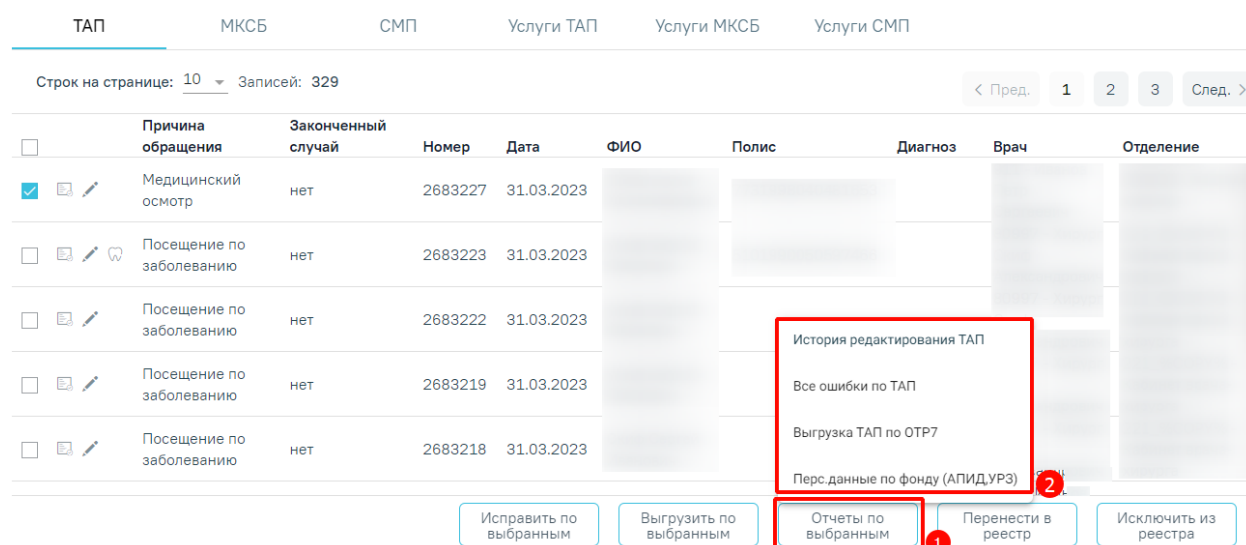 ТАП МКСБ СМП Услуги ТАП Услуги МКСБ Услуги СМП
Строк на странице: 10 Записей: 329 < Пред. 1 2 3 След. >
Причина обращения Законченный случай Номер Дата ФИО Полис Диагноз Врач Отделение
Медицинский осмотр нет 2683227 31.03.2023
Посещение по заболеванию нет 2683223 31.03.2023
Посещение по заболеванию нет 2683222 31.03.2023
Посещение по заболеванию нет 2683219 31.03.2023
Посещение по заболеванию нет 2683218 31.03.2023
История редактирования ТАП
Все ошибки по ТАП
Выгрузка ТАП по ОТР7
Перс.данные по фонду (АПИД,УРЗ)
2
Исправить по выбранным
Выгрузить по выбранным
Отчеты по выбранным
1
Перенести в реестр
Исключить из реестра